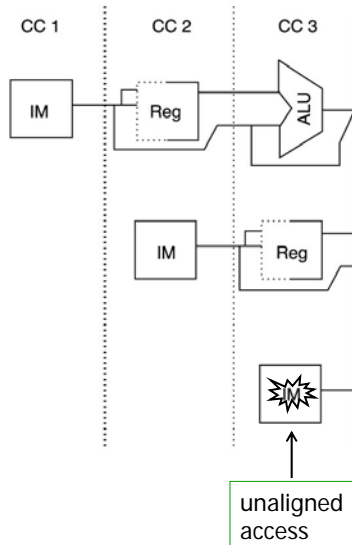 CC 1 CC 2 CC 3
IM Reg ALU
IM Reg
IM
unaligned
access